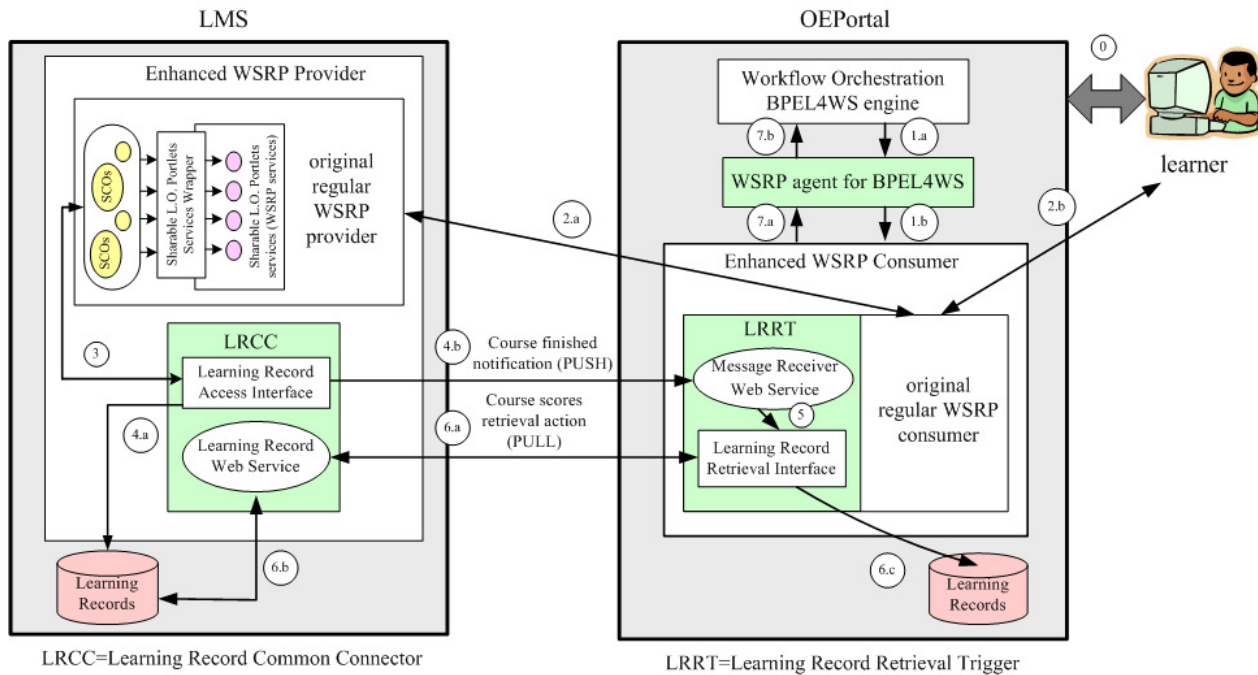 LMS
Enhanced WSRP Provider
SCOs
SCOs
Sharable L.O. Portlets
Services Wrapper
Sharable L.O. Portlets
services (WSRP services)
original
regular
WSRP
provider
3
LRCC
Learning Record
Access Interface
4.a
Learning Record
Web Service
Learning
Records
6.b
LRCC=Learning Record Common Connector
2.a
4.b
Course finished
notification (PUSH)
6.a
Course scores
retrieval action
(PULL)
OEPortal
Workflow Orchestration
BPEL4WS engine
7.b
1.a
WSRP agent for BPEL4WS
7.a
1.b
Enhanced WSRP Consumer
LRRT
Message Receiver
Web Service
5
Learning Record
Retrieval Interface
original
regular WSRP
consumer
6.c
Learning
Records
LRRT=Learning Record Retrieval Trigger
0
learner
2.b